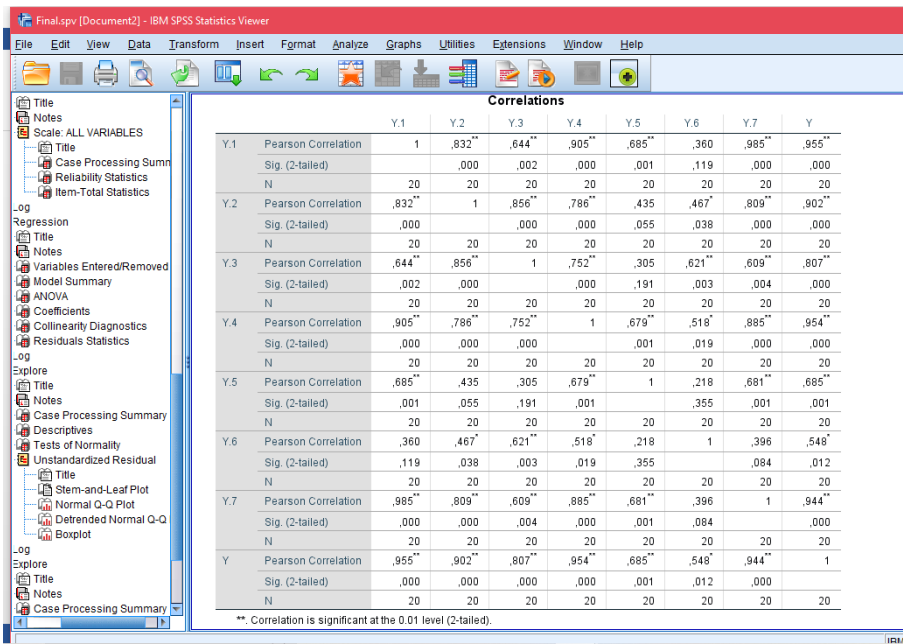 Final.spv [Document2] - IBM SPSS Statistics Viewer
File Edit View Data Transform Insert Format Analyze Graphs Utilities Extensions Window Help
Title
Notes
Scale: ALL VARIABLES
Title
Case Processing Summ
Reliability Statistics
Item-Total Statistics
Log
Regression
Title
Notes
Variables Entered/Removed
Model Summary
ANOVA
Coefficients
Collinearity Diagnostics
Residuals Statistics
Log
Explore
Title
Notes
Case Processing Summary
Descriptives
Tests of Normality
Unstandardized Residual
Title
Stem-and-Leaf Plot
Normal Q-Q Plot
Detrended Normal Q-Q
Boxplot
Log
Explore
Title
Notes
Case Processing Summary
Correlations
Y.1 Y.2 Y.3 Y.4 Y.5 Y.6 Y.7 Y
Y.1 Pearson Correlation 1 ,832** ,644** ,905** ,685** ,360 ,985** ,955**
Sig. (2-tailed) ,000 ,002 ,000 ,001 ,119 ,000 ,000
N 20 20 20 20 20 20 20 20
Y.2 Pearson Correlation ,832** 1 ,856** ,786** ,435 ,467* ,809** ,902**
Sig. (2-tailed) ,000 ,000 ,000 ,055 ,038 ,000 ,000
N 20 20 20 20 20 20 20 20
Y.3 Pearson Correlation ,644** ,856** 1 ,752** ,305 ,621** ,609** ,807**
Sig. (2-tailed) ,002 ,000 ,000 ,191 ,003 ,004 ,000
N 20 20 20 20 20 20 20 20
Y.4 Pearson Correlation ,905** ,786** ,752** 1 ,679** ,518* ,885** ,954**
Sig. (2-tailed) ,000 ,000 ,000 ,001 ,019 ,000 ,000
N 20 20 20 20 20 20 20 20
Y.5 Pearson Correlation ,685** ,435 ,305 ,679** 1 ,218 ,681** ,685**
Sig. (2-tailed) ,001 ,055 ,191 ,001 ,355 ,001 ,001
N 20 20 20 20 20 20 20 20
Y.6 Pearson Correlation ,360 ,467* ,621** ,518* ,218 1 ,396 ,548*
Sig. (2-tailed) ,119 ,038 ,003 ,019 ,355 ,084 ,012
N 20 20 20 20 20 20 20 20
Y.7 Pearson Correlation ,985** ,809** ,609** ,885** ,681** ,396 1 ,944**
Sig. (2-tailed) ,000 ,000 ,004 ,000 ,001 ,084 ,000
N 20 20 20 20 20 20 20 20
Y Pearson Correlation ,955** ,902** ,807** ,954** ,685** ,548* ,944** 1
Sig. (2-tailed) ,000 ,000 ,000 ,000 ,001 ,012 ,000
N 20 20 20 20 20 20 20 20
**. Correlation is significant at the 0.01 level (2-tailed).
IBM